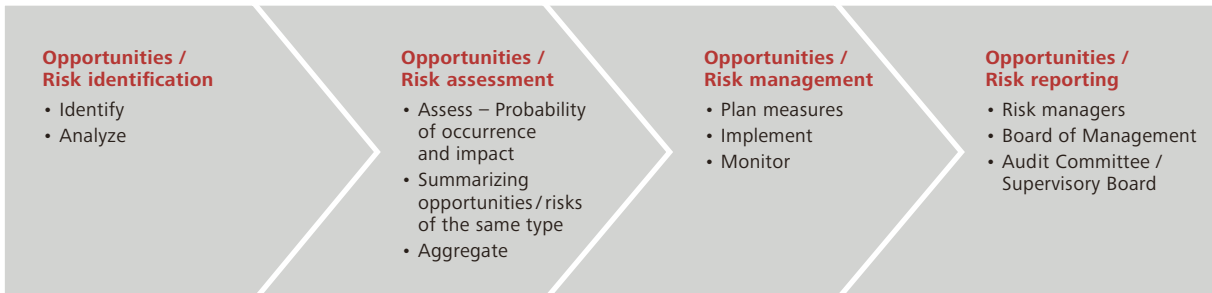 Opportunities /
Risk identification
• Identify
• Analyze
Opportunities /
Risk assessment
• Assess – Probability
of occurrence
and impact
• Summarizing
opportunities / risks
of the same type
• Aggregate
Opportunities /
Risk management
• Plan measures
• Implement
• Monitor
Opportunities /
Risk reporting
• Risk managers
• Board of Management
• Audit Committee /
Supervisory Board